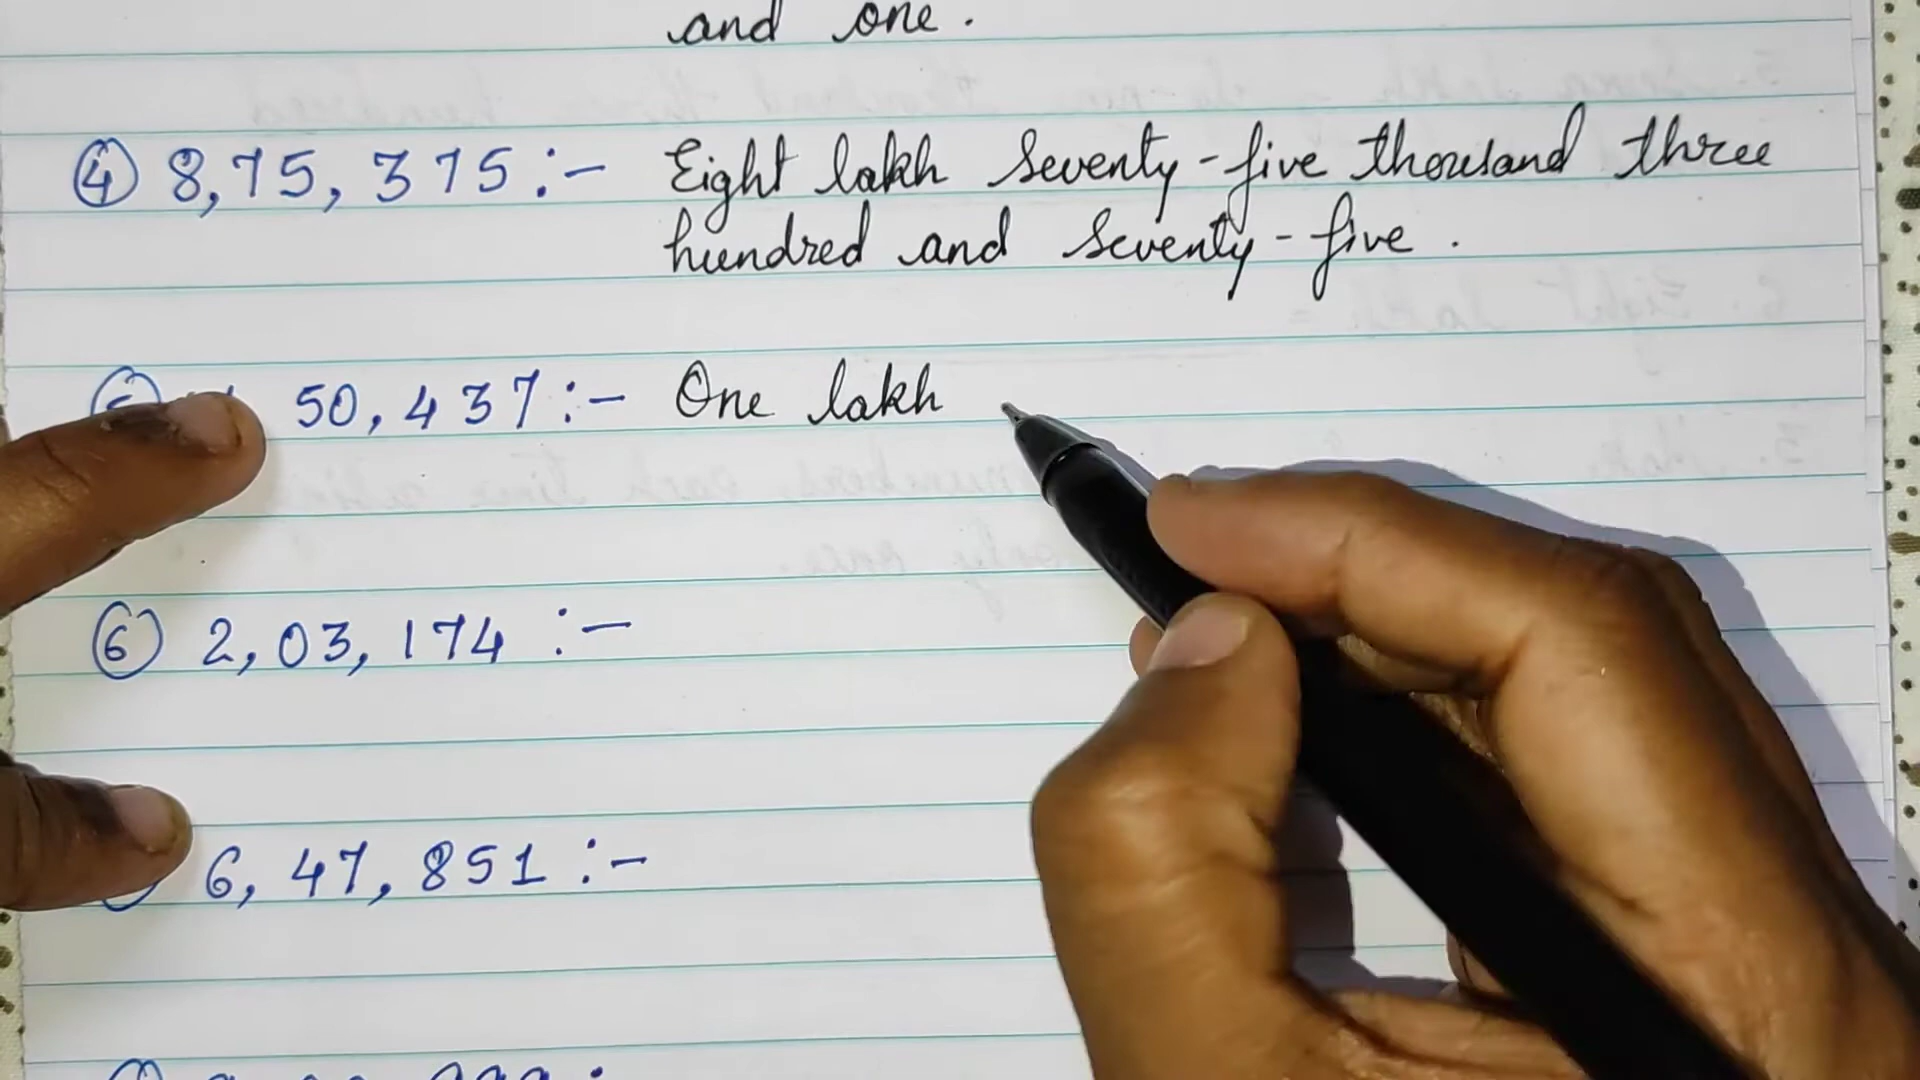 and one.
④ 8,75,375:- Eight lakh seventy-five thousand three
hundred and seventy-five.
50,437:- One lakh
⑥ 2,03,174:-
6,47,851:-